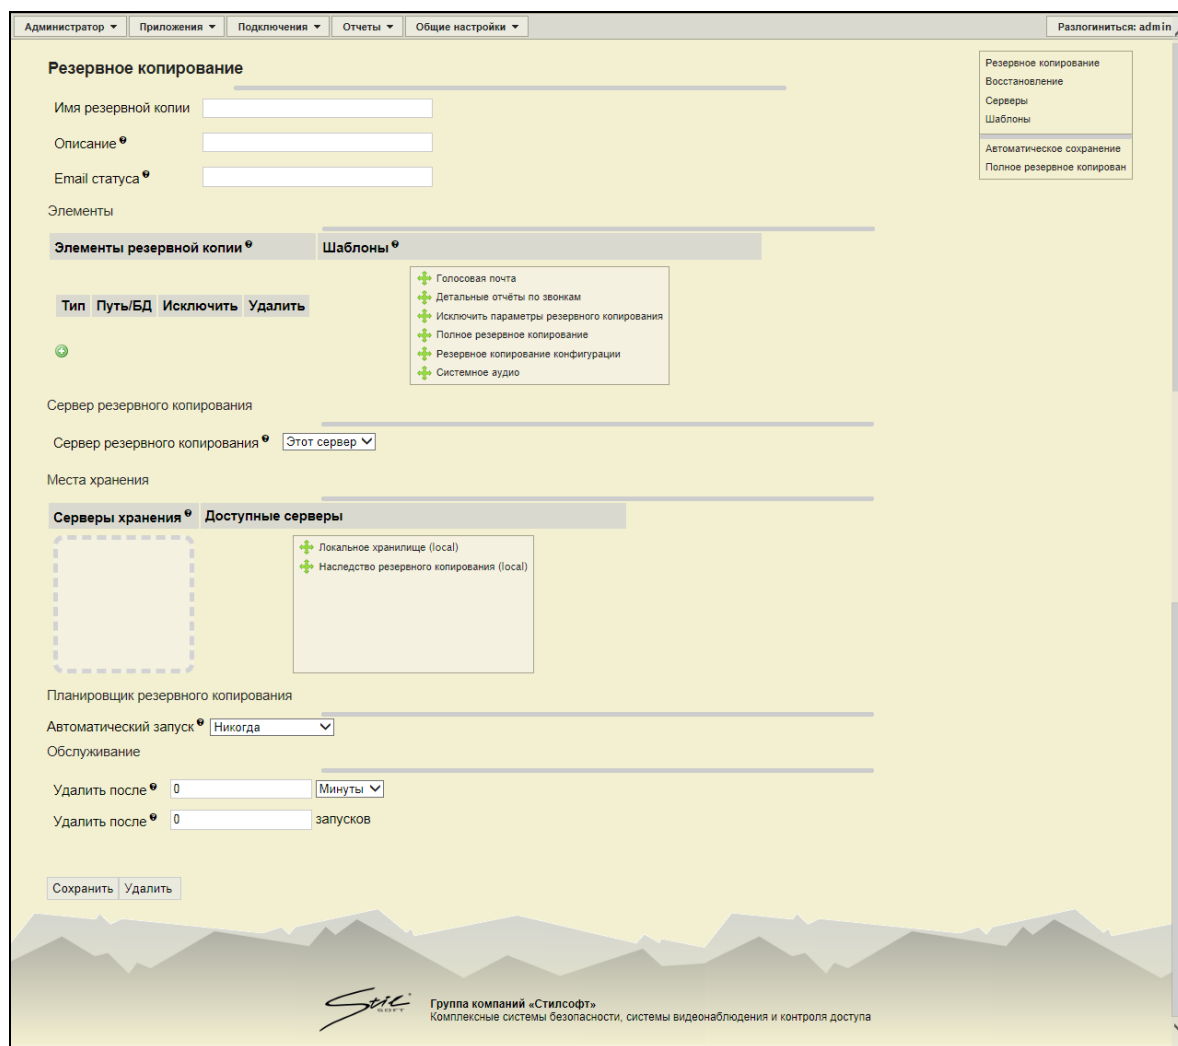 Администратор Приложения Подключения Отчеты Общие настройки Разлогиниться: admin
Резервное копирование
Имя резервной копии
Описание
Email статуса
Элементы
Элементы резервной копии Шаблоны
Тип Путь/БД Исключить Удалить
Голосовая почта
Детальные отчёты по звонкам
Исключить параметры резервного копирования
Полное резервное копирование
Резервное копирование конфигурации
Системное аудио
Сервер резервного копирования
Сервер резервного копирования Этот сервер
Места хранения
Серверы хранения Доступные серверы
Локальное хранилище (local)
Наследство резервного копирования (local)
Планировщик резервного копирования
Автоматический запуск Никогда
Обслуживание
Удалить после 0 Минуты
Удалить после 0 запусков
Сохранить Удалить
Резервное копирование
Восстановление
Серверы
Шаблоны
Автоматическое сохранение
Полное резервное копирован
Stil
SOFT
Группа компаний «Стилсофт»
Комплексные системы безопасности, системы видеонаблюдения и контроля доступа